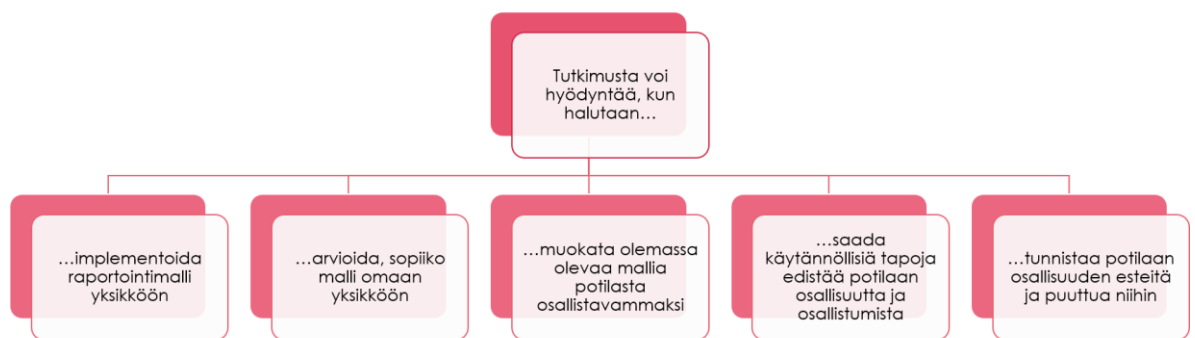 Tutkimusta voi
hyödyntää, kun
halutaan…
…implementoida
raportointimalli
yksikköön
…arvioida, sopiiko
malli omaan
yksikköön
…muokata olemassa
olevaa mallia
potilasta
osallistavammaksi
…saada
käytännöllisiä tapoja
edistää potilaan
osallisuutta ja
osallistumista
…tunnistaa potilaan
osallisuuden esteitä
ja puuttua niihin